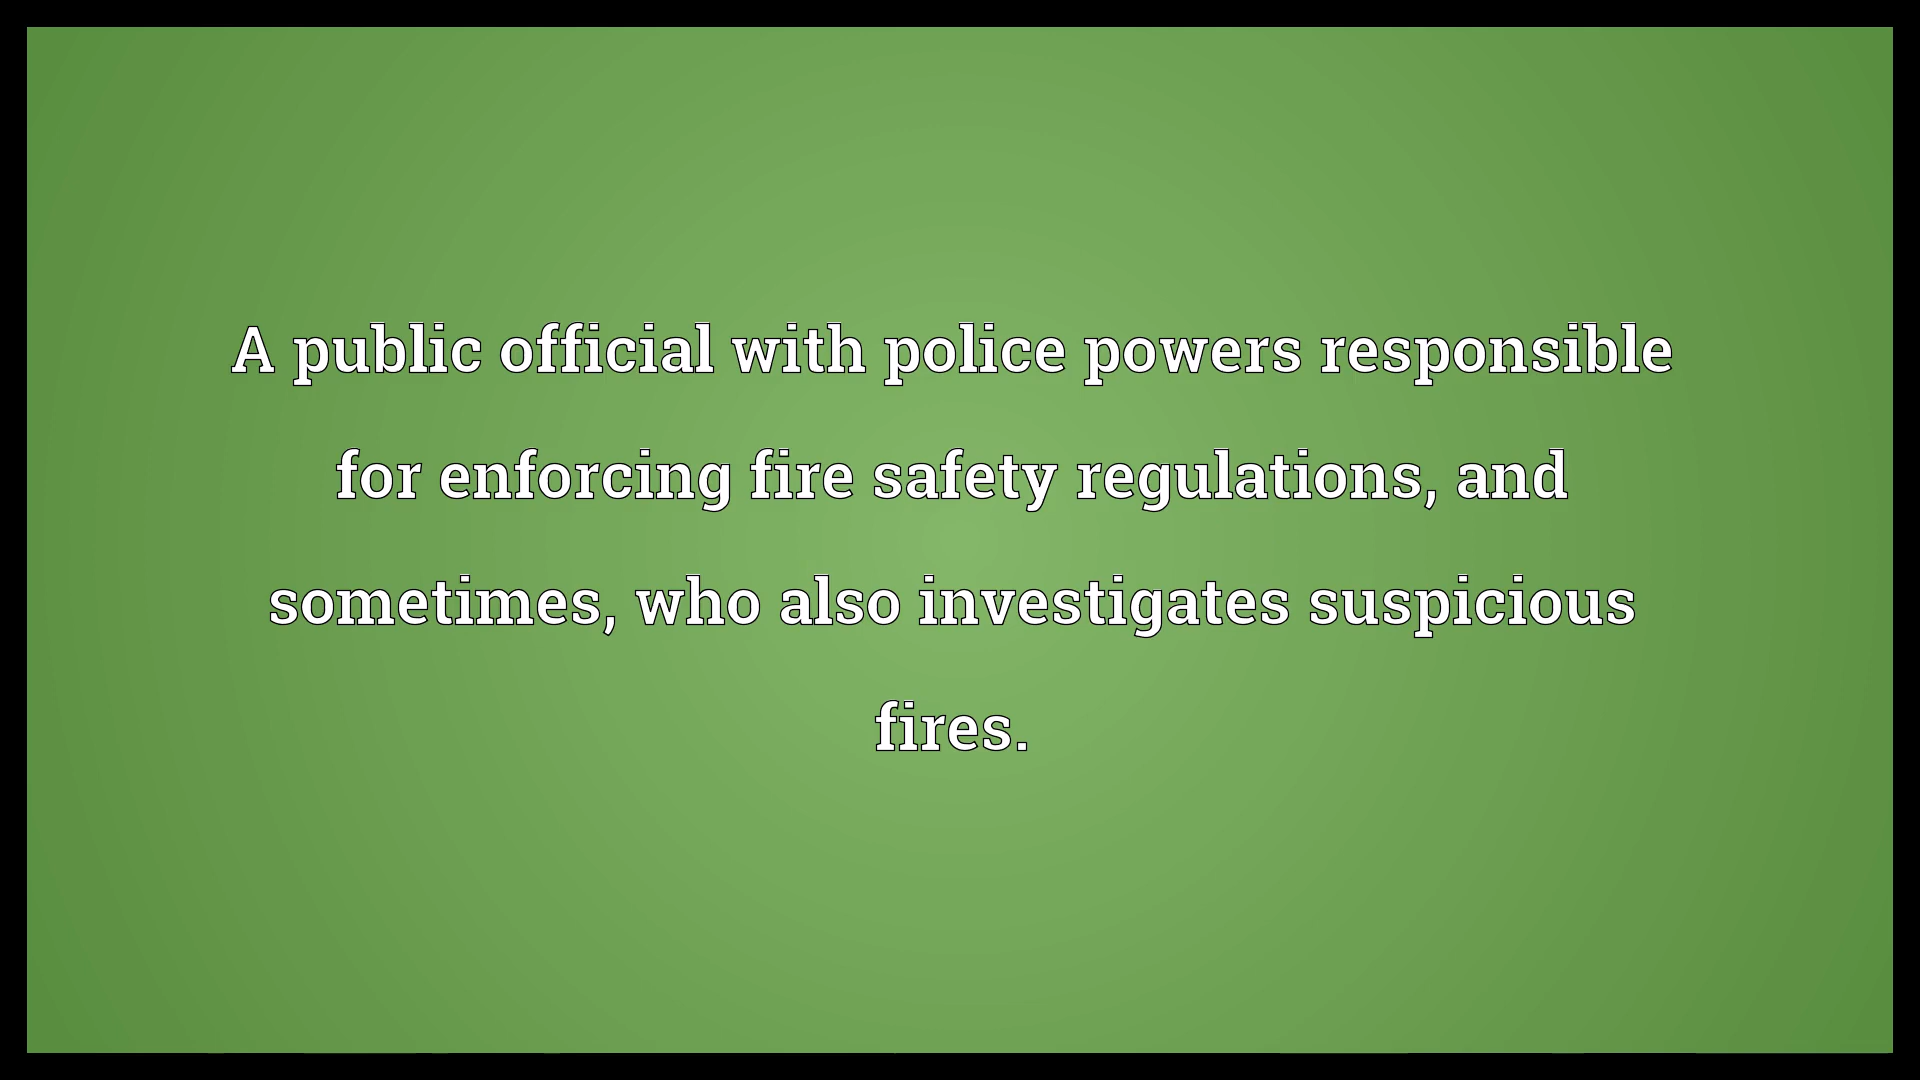 A public official with police powers responsible
for enforcing fire safety regulations, and
sometimes, who also investigates suspicious
fires.